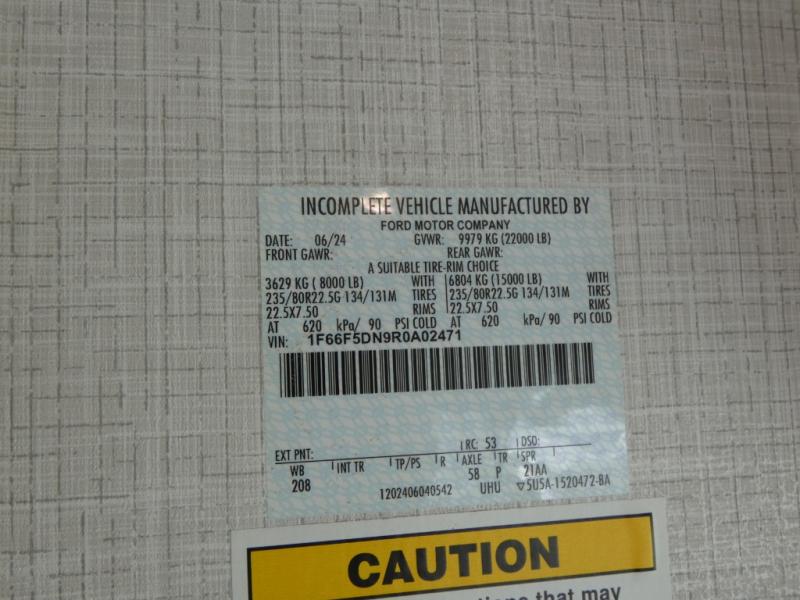 INCOMPLETE VEHICLE MANUFACTURED BY
FORD MOTOR COMPANY
DATE: 06/24 GVWR: 9979 KG (22000 LB)
FRONT GAWR: REAR GAWR:
A SUITABLE TIRE-RIM CHOICE
3629 KG ( 8000 LB) WITH 6804 KG (15000 LB) WITH
235/80R22.5G 134/131M TIRES 235/80R22.5G 134/131M TIRES
22.5X7.50 RIMS 22.5X7.50 RIMS
AT 620 kPa/ 90 PSI COLD AT 620 kPa/ 90 PSI COLD
VIN: 1F66F5DN9R0A02471
EXT PNT: RC: 53 DSO:
WB INT TR TP/PS R AXLE TR SPR
208 58 P 21AA
1202406040542 UHU ▽5U5A-1520472-BA
CAUTION
that may